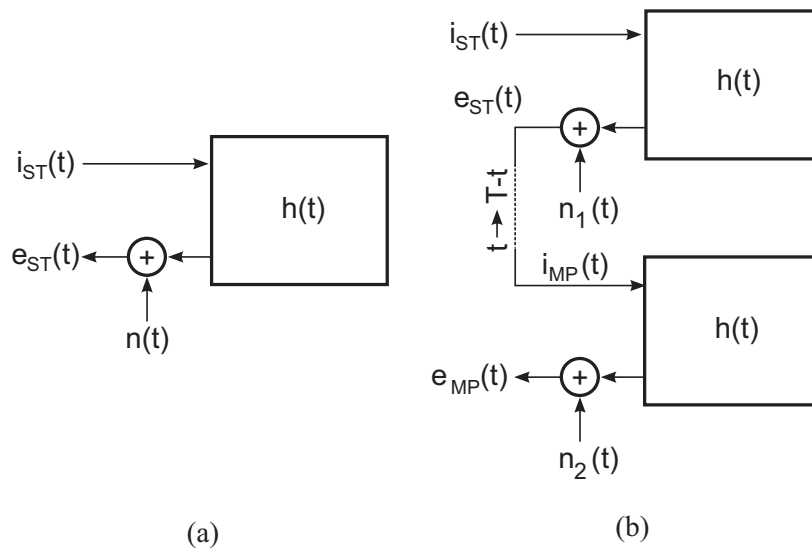 i_ST(t)
h(t)
e_ST(t)
+
n(t)
(a)
i_ST(t)
h(t)
e_ST(t)
+
n_1(t)
t → T-t
i_MP(t)
h(t)
e_MP(t)
+
n_2(t)
(b)